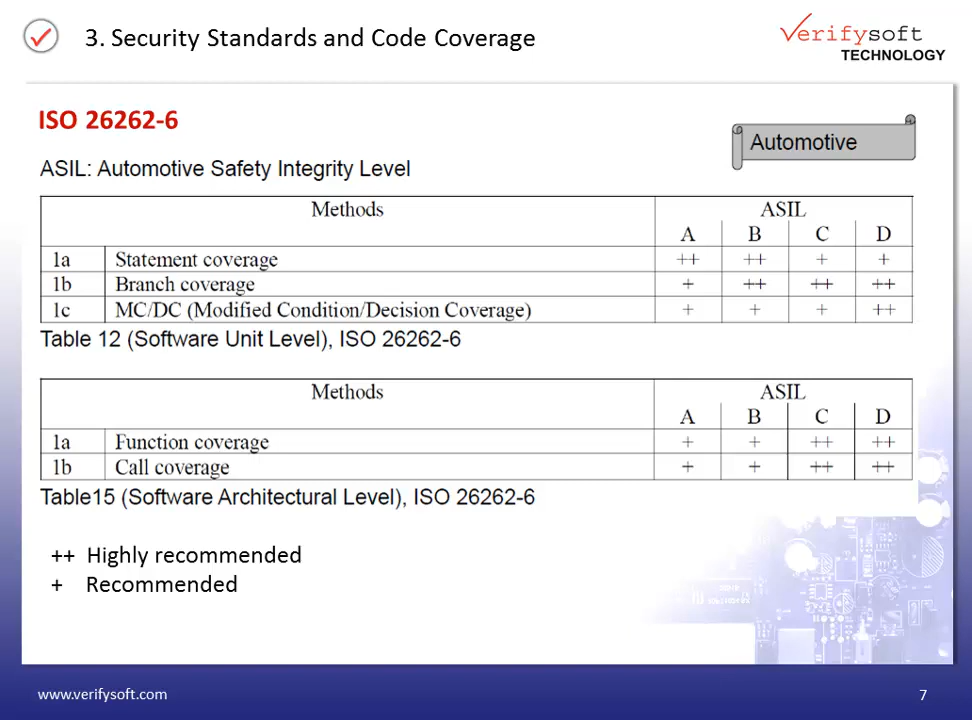 3. Security Standards and Code Coverage
Verifysoft
TECHNOLOGY
ISO 26262-6
Automotive
ASIL: Automotive Safety Integrity Level
Methods ASIL
A B C D
1a Statement coverage ++ ++ + +
1b Branch coverage + ++ ++ ++
1c MC/DC (Modified Condition/Decision Coverage) + + + ++
Table 12 (Software Unit Level), ISO 26262-6
Methods ASIL
A B C D
1a Function coverage + + ++ ++
1b Call coverage + + ++ ++
Table15 (Software Architectural Level), ISO 26262-6
++ Highly recommended
+ Recommended
www.verifysoft.com
7